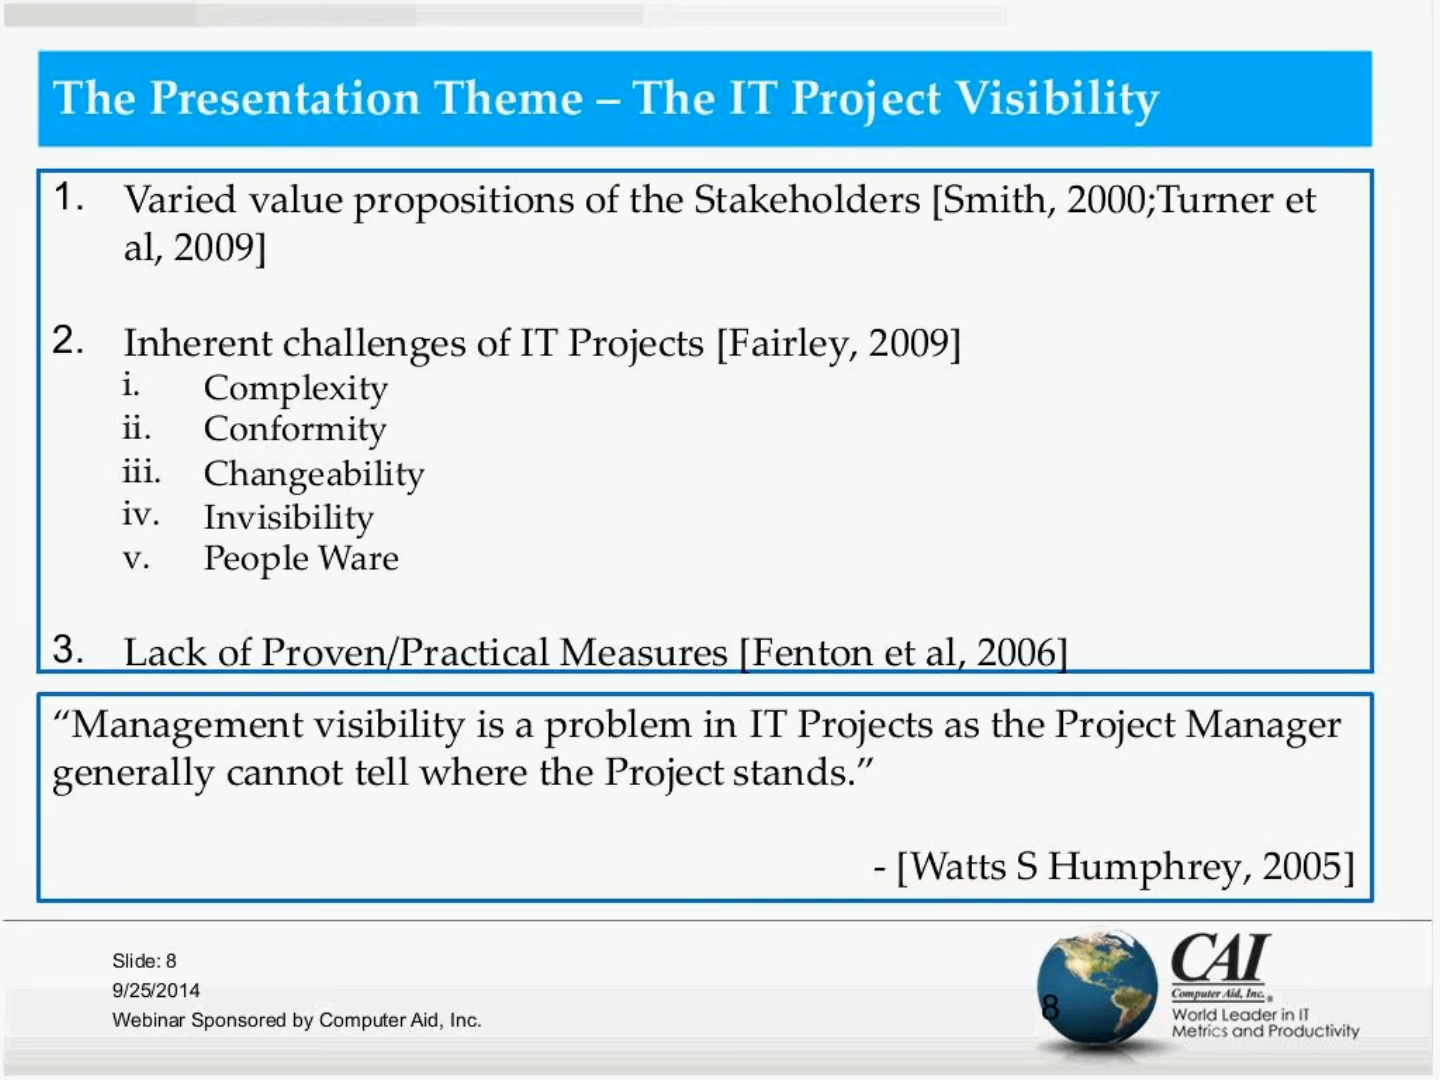 The Presentation Theme – The IT Project Visibility
1. Varied value propositions of the Stakeholders [Smith, 2000;Turner et
al, 2009]
2. Inherent challenges of IT Projects [Fairley, 2009]
i. Complexity
ii. Conformity
iii. Changeability
iv. Invisibility
v. People Ware
3. Lack of Proven/Practical Measures [Fenton et al, 2006]
“Management visibility is a problem in IT Projects as the Project Manager
generally cannot tell where the Project stands.”
- [Watts S Humphrey, 2005]
Slide: 8
9/25/2014
Webinar Sponsored by Computer Aid, Inc.
8
CAI
Computer Aid, Inc.®
World Leader in IT
Metrics and Productivity